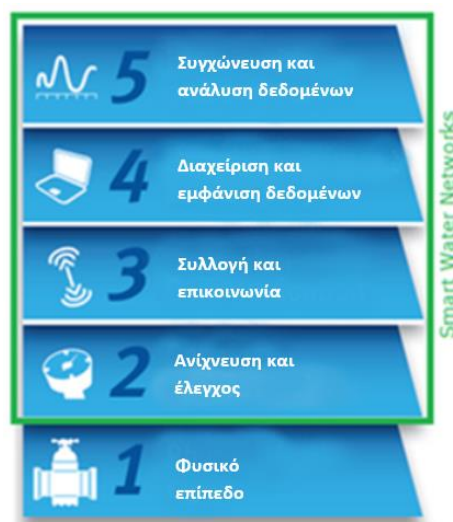 5
Συγχώνευση και
ανάλυση δεδομένων
4
Διαχείριση και
εμφάνιση δεδομένων
3
Συλλογή και
επικοινωνία
2
Ανίχνευση και
έλεγχος
1
Φυσικό
επίπεδο
Smart Water Networks